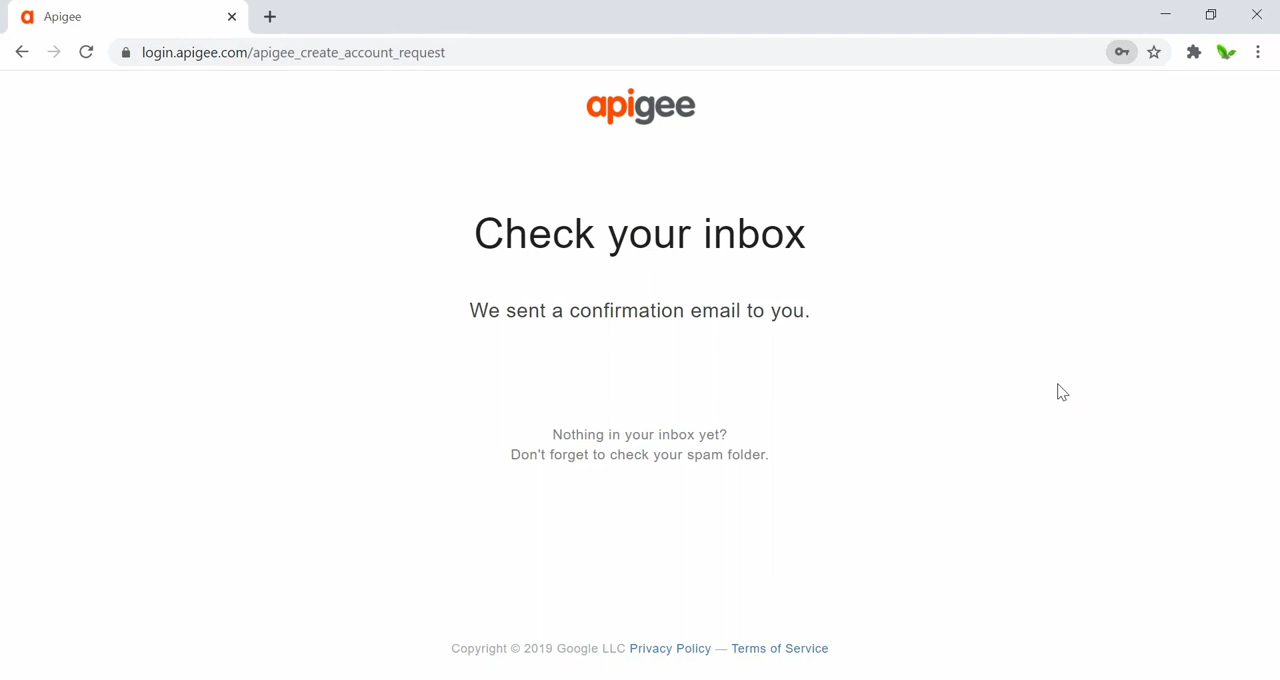 Apigee
login.apigee.com/apigee_create_account_request
apigee
Check your inbox
We sent a confirmation email to you.
Nothing in your inbox yet?
Don't forget to check your spam folder.
Copyright © 2019 Google LLC Privacy Policy — Terms of Service